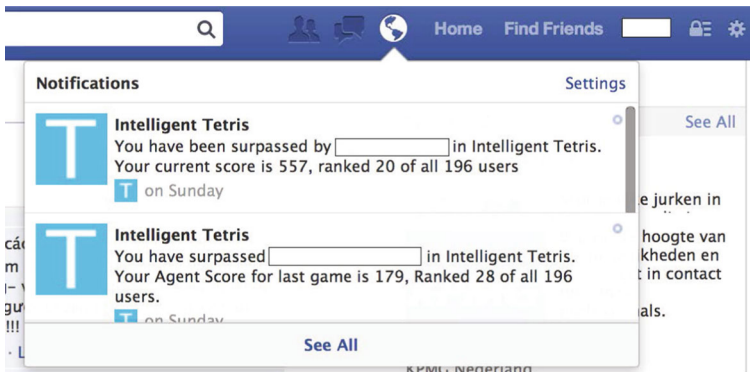 Home Find Friends
Notifications Settings
See All
T
Intelligent Tetris
You have been surpassed by in Intelligent Tetris.
Your current score is 557, ranked 20 of all 196 users
T on Sunday
T
Intelligent Tetris
You have surpassed in Intelligent Tetris.
Your Agent Score for last game is 179, Ranked 28 of all 196
users.
T on Sunday
See All
jurken in
hoogte van
kheden en
t in contact
als.
m
!!!
KPMG Nederland